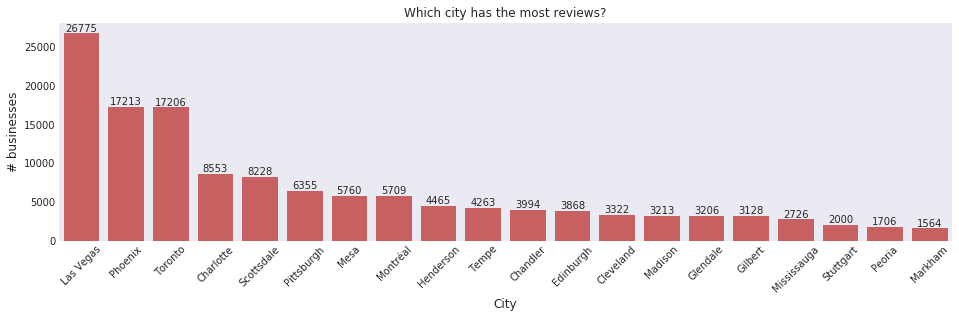 Which city has the most reviews?
# businesses
25000
20000
15000
10000
5000
0
26775
17213
17206
8553
8228
6355
5760
5709
4465
4263
3994
3868
3322
3213
3206
3128
2726
2000
1706
1564
Las Vegas
Phoenix
Toronto
Charlotte
Scottsdale
Pittsburgh
Mesa
Montréal
Henderson
Tempe
Chandler
Edinburgh
Cleveland
Madison
Glendale
Gilbert
Mississauga
Stuttgart
Peoria
Markham
City